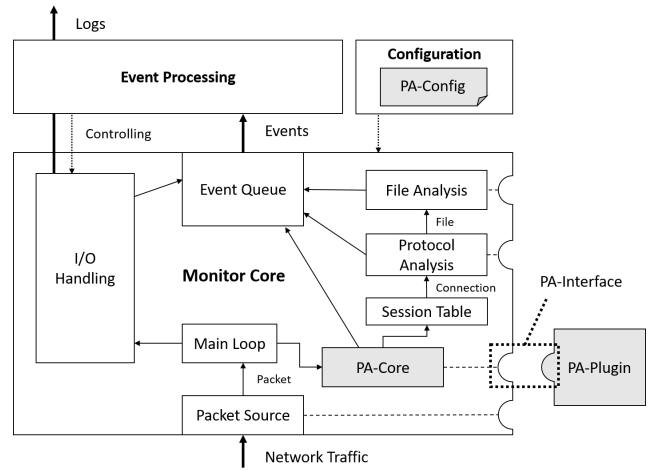 Logs
Event Processing
Configuration
PA-Config
Controlling
Events
Event Queue
File Analysis
File
I/O
Handling
Protocol
Analysis
Monitor Core
Connection
PA-Interface
Session Table
Main Loop
PA-Core
PA-Plugin
Packet
Packet Source
Network Traffic